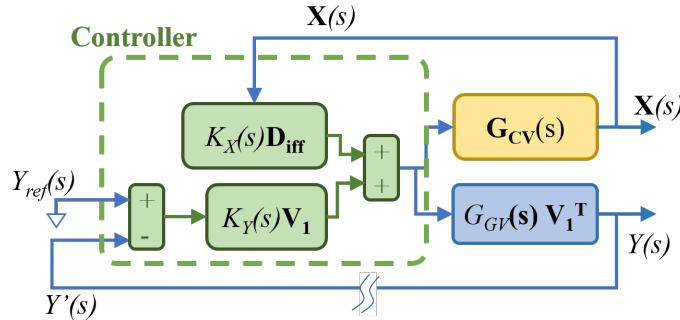 X(s)
Controller
X(s)
K_X(s)D_iff
+
+
G_CV(s)
Y_ref(s)
+
-
K_Y(s)V_1
G_GV(s) V_1^T
Y(s)
Y'(s)